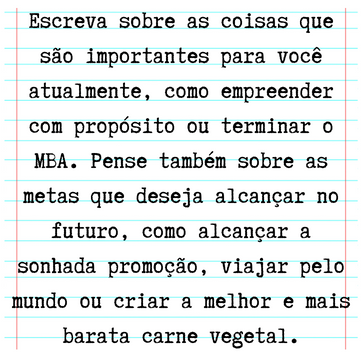 Escreva sobre as coisas que
são importantes para você
atualmente, como empreender
com propósito ou terminar o
MBA. Pense também sobre as
metas que deseja alcançar no
futuro, como alcançar a
sonhada promoção, viajar pelo
mundo ou criar a melhor e mais
barata carne vegetal.